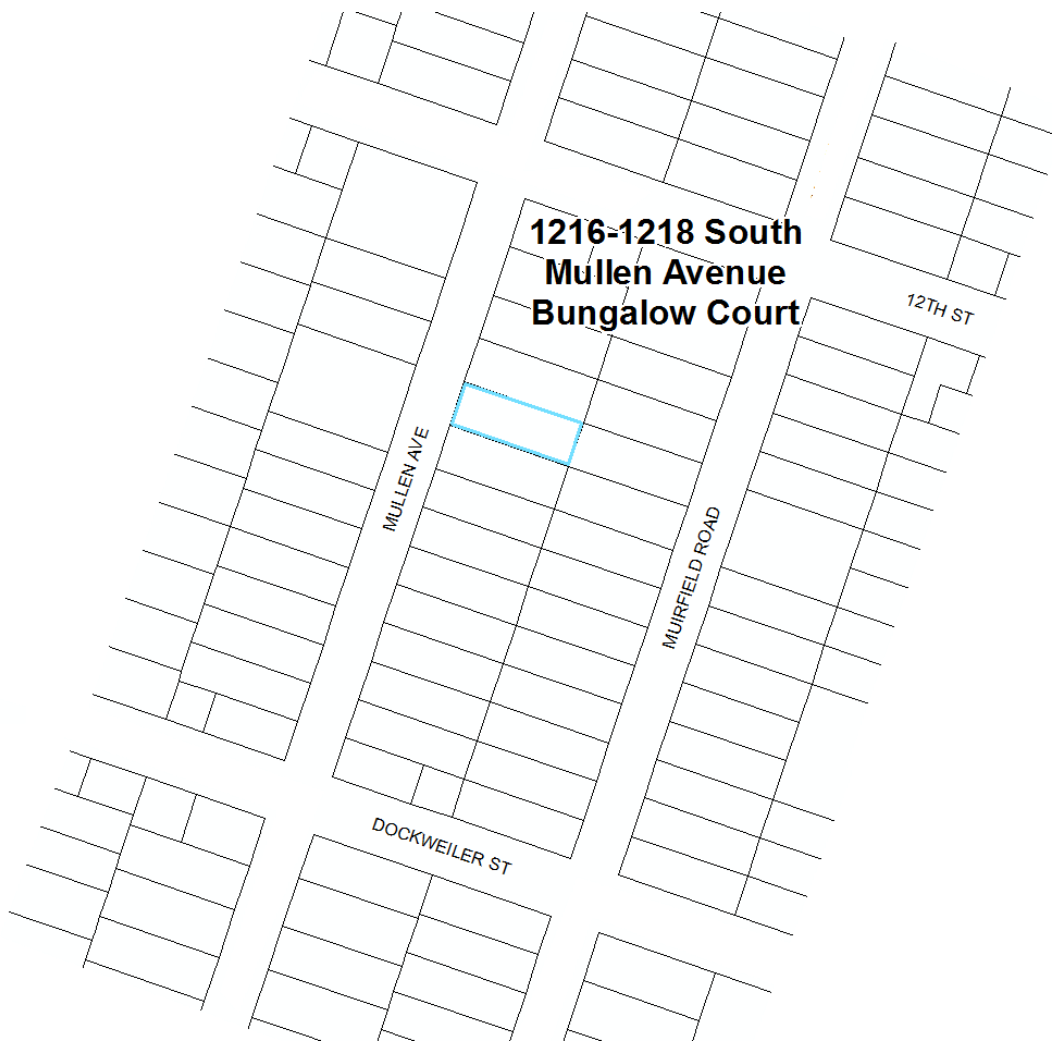 1216-1218 South
Mullen Avenue
Bungalow Court
12TH ST
MULLEN AVE
MUIRFIELD ROAD
DOCKWEILER ST